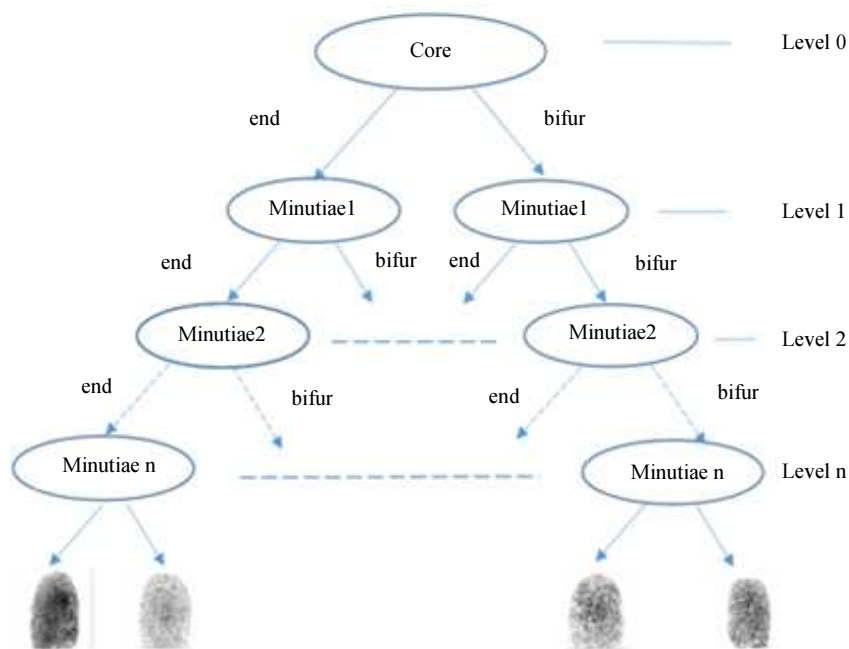 Core
Level 0
end
bifur
Minutiae1
Minutiae1
Level 1
end
bifur
end
bifur
Minutiae2
Minutiae2
Level 2
end
bifur
end
bifur
Minutiae n
Minutiae n
Level n